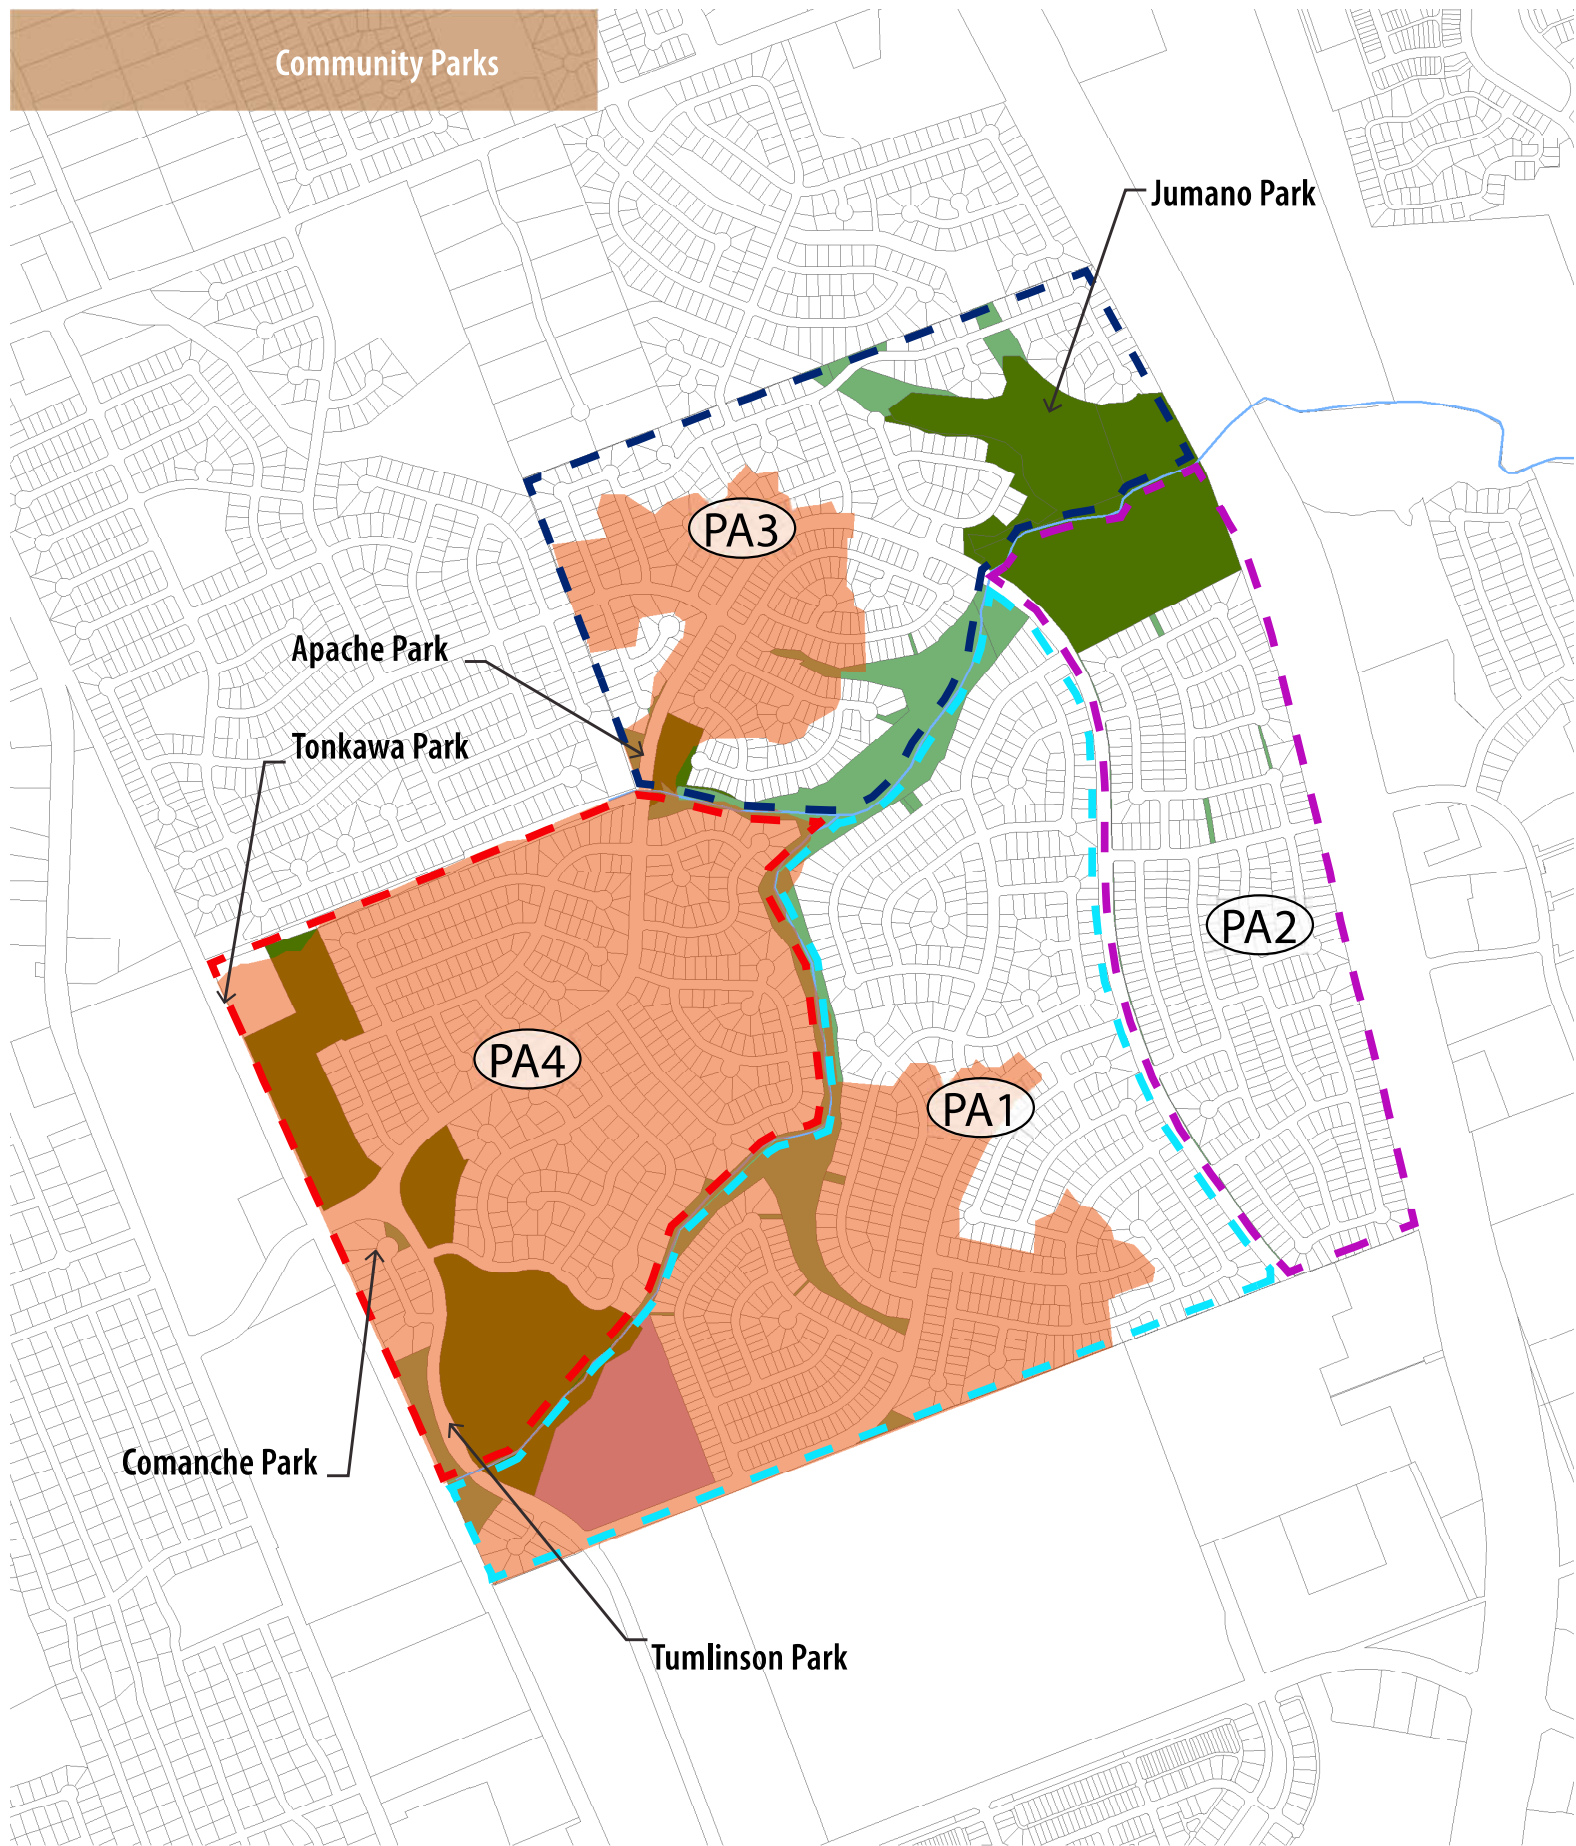 Community Parks
Jumano Park
PA3
Apache Park
Tonkawa Park
PA2
PA4
PA1
Comanche Park
Tumlinson Park